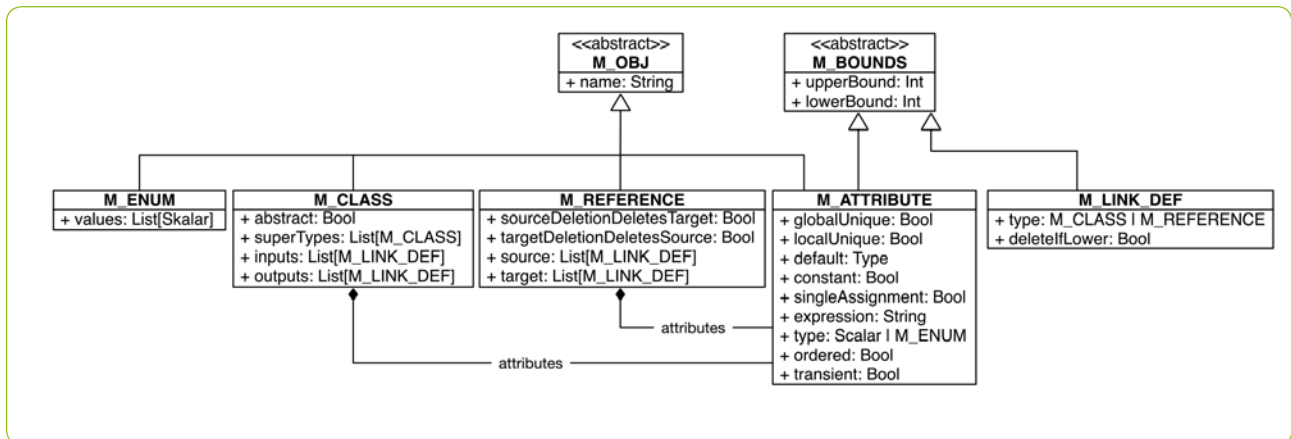 <<abstract>>
M_OBJ
+ name: String
<<abstract>>
M_BOUNDS
+ upperBound: Int
+ lowerBound: Int
M_ENUM
+ values: List[Skalar]
M_CLASS
+ abstract: Bool
+ superTypes: List[M_CLASS]
+ inputs: List[M_LINK_DEF]
+ outputs: List[M_LINK_DEF]
M_REFERENCE
+ sourceDeletionDeletesTarget: Bool
+ targetDeletionDeletesSource: Bool
+ source: List[M_LINK_DEF]
+ target: List[M_LINK_DEF]
M_ATTRIBUTE
+ globalUnique: Bool
+ localUnique: Bool
+ default: Type
+ constant: Bool
+ singleAssignment: Bool
+ expression: String
+ type: Scalar | M_ENUM
+ ordered: Bool
+ transient: Bool
M_LINK_DEF
+ type: M_CLASS | M_REFERENCE
+ deleteIfLower: Bool
attributes
attributes